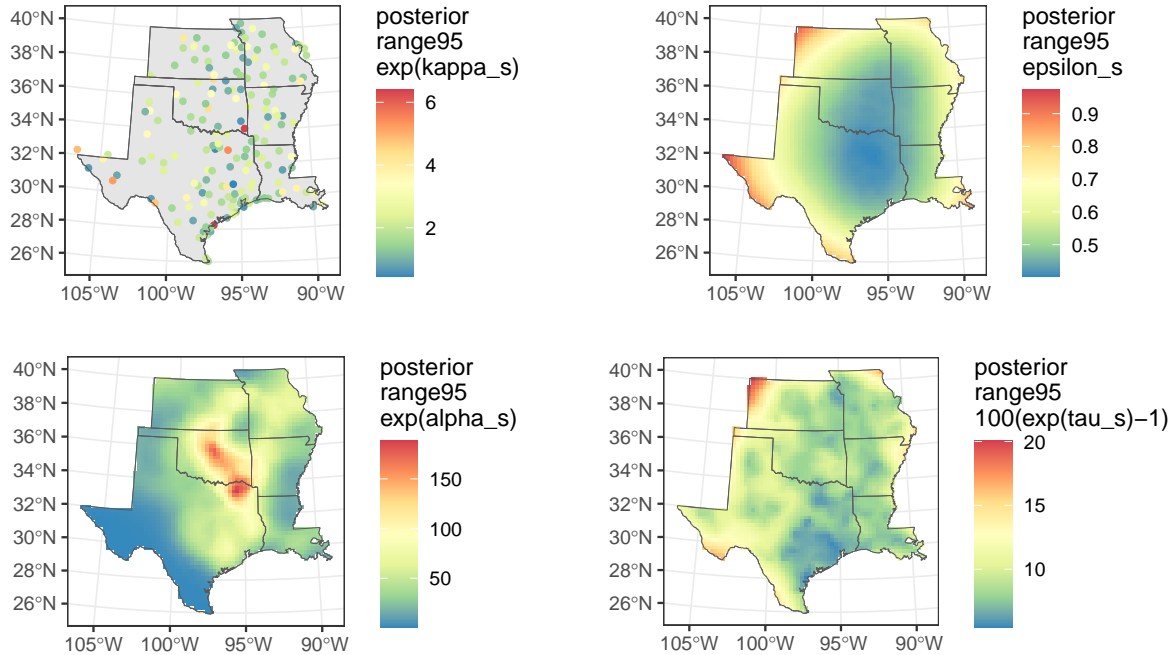 posterior
range95
exp(kappa_s)
40°N
38°N
36°N
34°N
32°N
30°N
28°N
26°N
6
4
2
105°W 100°W 95°W 90°W
posterior
range95
epsilon_s
40°N
38°N
36°N
34°N
32°N
30°N
28°N
26°N
0.9
0.8
0.7
0.6
0.5
105°W 100°W 95°W 90°W
posterior
range95
exp(alpha_s)
40°N
38°N
36°N
34°N
32°N
30°N
28°N
26°N
150
100
50
105°W 100°W 95°W 90°W
posterior
range95
100(exp(tau_s)−1)
40°N
38°N
36°N
34°N
32°N
30°N
28°N
26°N
20
15
10
105°W 100°W 95°W 90°W